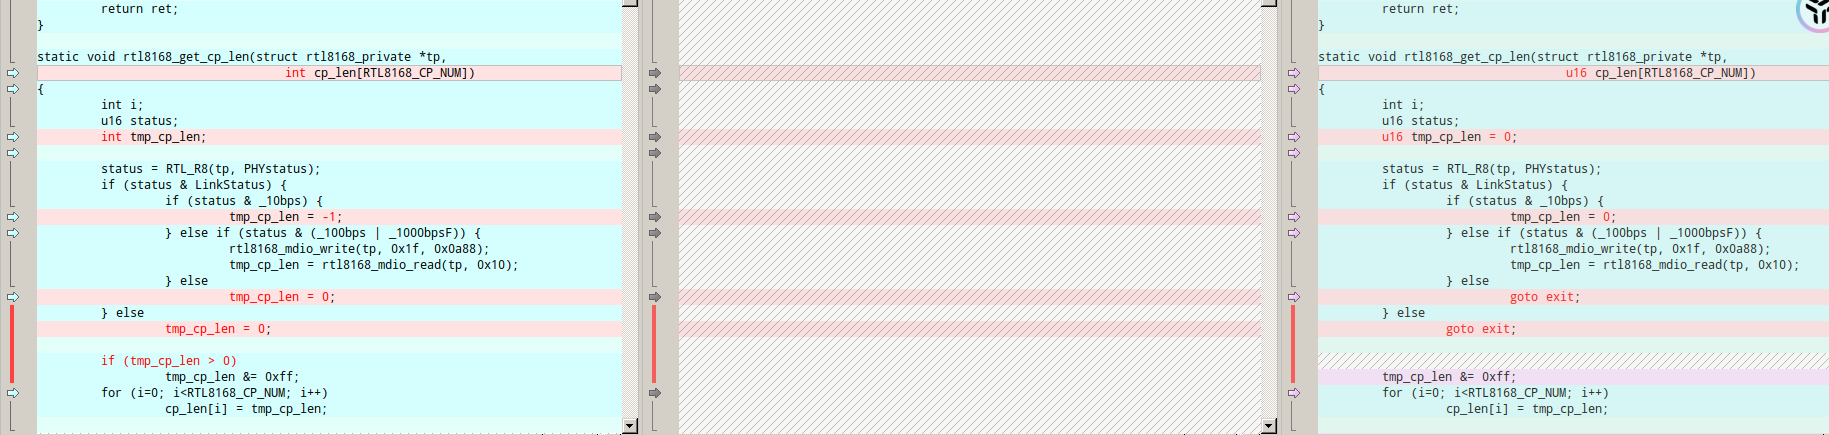 return ret;
}
static void rtl8168_get_cp_len(struct rtl8168_private *tp,
int cp_len[RTL8168_CP_NUM])
{
int i;
u16 status;
int tmp_cp_len;
status = RTL_R8(tp, PHYstatus);
if (status & LinkStatus) {
if (status & _10bps) {
tmp_cp_len = -1;
} else if (status & (_100bps | _1000bpsF)) {
rtl8168_mdio_write(tp, 0x1f, 0x0a88);
tmp_cp_len = rtl8168_mdio_read(tp, 0x10);
} else
tmp_cp_len = 0;
} else
tmp_cp_len = 0;
if (tmp_cp_len > 0)
tmp_cp_len &= 0xff;
for (i=0; i<RTL8168_CP_NUM; i++)
cp_len[i] = tmp_cp_len;
return ret;
}
static void rtl8168_get_cp_len(struct rtl8168_private *tp,
u16 cp_len[RTL8168_CP_NUM])
{
int i;
u16 status;
u16 tmp_cp_len = 0;
status = RTL_R8(tp, PHYstatus);
if (status & LinkStatus) {
if (status & _10bps) {
tmp_cp_len = 0;
} else if (status & (_100bps | _1000bpsF)) {
rtl8168_mdio_write(tp, 0x1f, 0x0a88);
tmp_cp_len = rtl8168_mdio_read(tp, 0x10);
} else
goto exit;
} else
goto exit;
tmp_cp_len &= 0xff;
for (i=0; i<RTL8168_CP_NUM; i++)
cp_len[i] = tmp_cp_len;